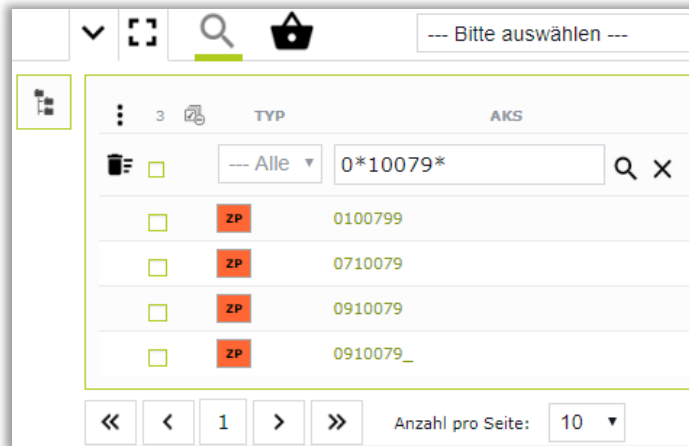 --- Bitte auswählen ---
3 TYP AKS
--- Alle 0*10079*
ZP 0100799
ZP 0710079
ZP 0910079
ZP 0910079_
« ‹ 1 › » Anzahl pro Seite: 10